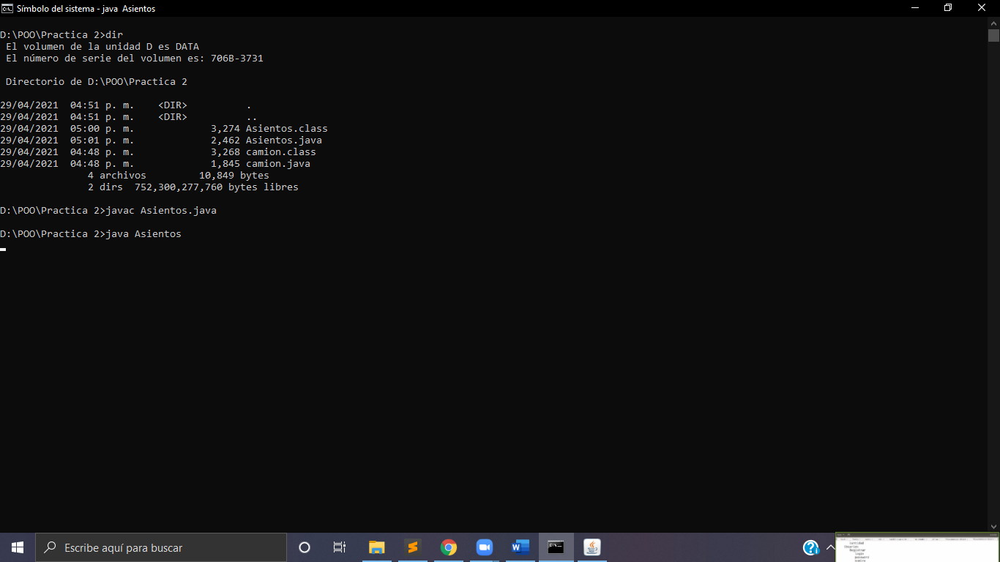 Símbolo del sistema - java  Asientos
D:\POO\Practica 2>dir
 El volumen de la unidad D es DATA
 El número de serie del volumen es: 706B-3731
 Directorio de D:\POO\Practica 2
29/04/2021  04:51 p. m.    <DIR>          .
29/04/2021  04:51 p. m.    <DIR>          ..
29/04/2021  05:00 p. m.             3,274 Asientos.class
29/04/2021  05:01 p. m.             2,462 Asientos.java
29/04/2021  04:48 p. m.             3,268 camion.class
29/04/2021  04:48 p. m.             1,845 camion.java
               4 archivos         10,849 bytes
               2 dirs  752,300,277,760 bytes libres
D:\POO\Practica 2>javac Asientos.java
D:\POO\Practica 2>java Asientos
Escribe aquí para buscar